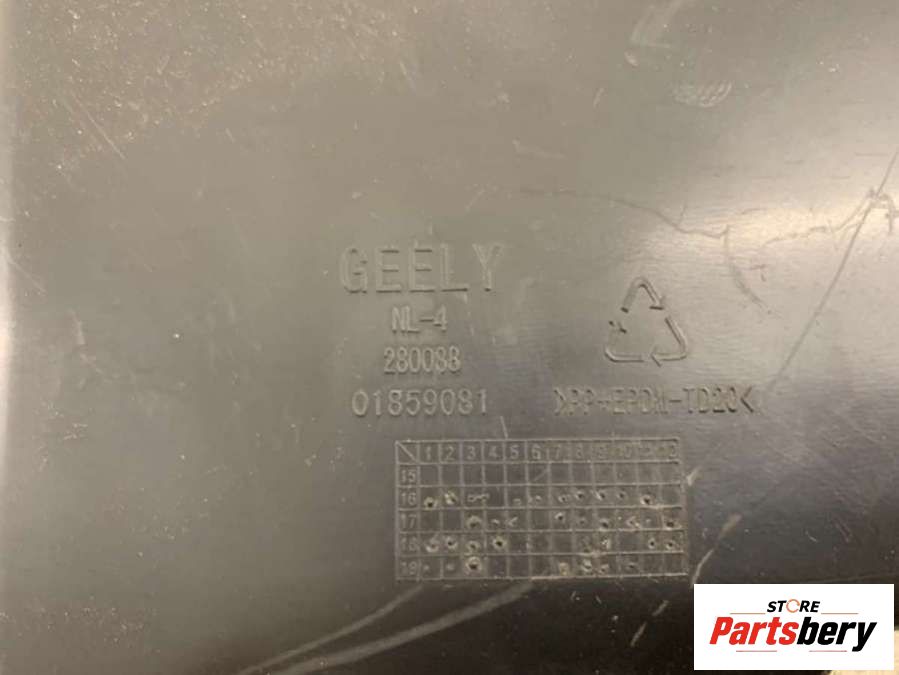 GEELY
NL-4
280088
01859081
>PP+EPDM-TD20<
1 2 3 4 5 6 7 8 9 10 11 12
15
16
17
18
19
STORE
Partsbery